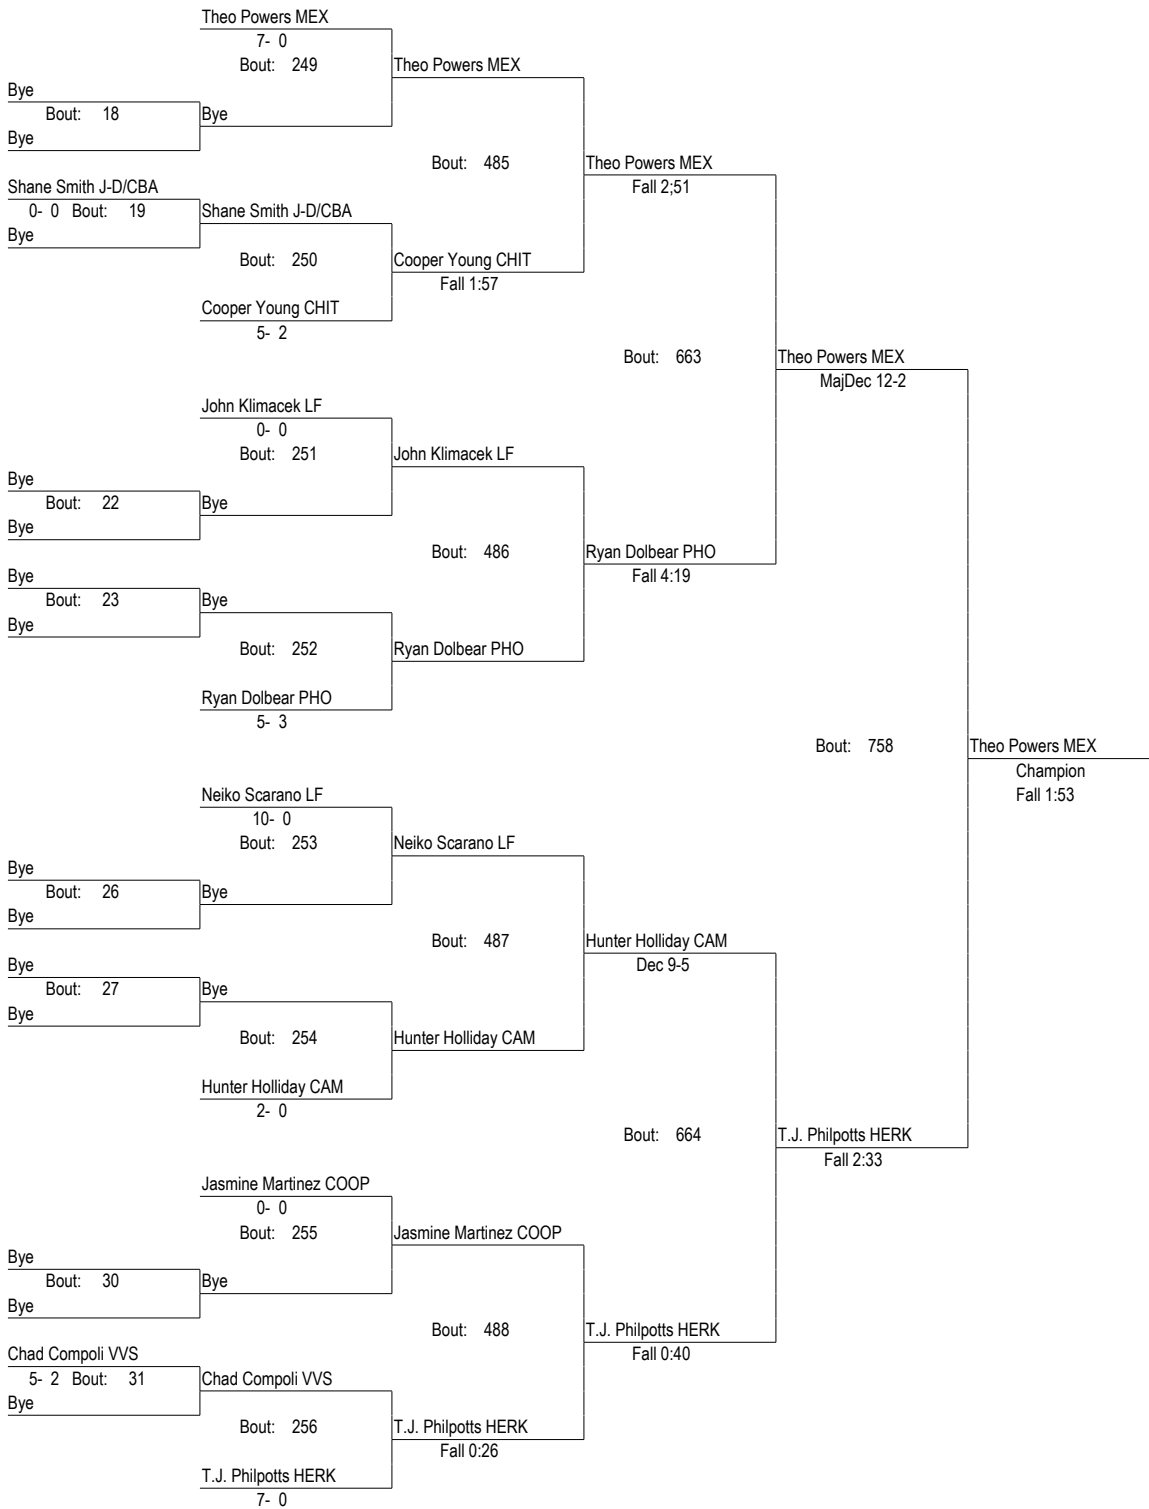 Theo Powers MEX
7- 0
Bout: 249
Theo Powers MEX
Bye
Bout: 18
Bye
Bye
Bout: 485
Theo Powers MEX
Fall 2;51
Shane Smith J-D/CBA
0- 0 Bout: 19
Shane Smith J-D/CBA
Bye
Bout: 250
Cooper Young CHIT
Fall 1:57
Cooper Young CHIT
5- 2
Bout: 663
Theo Powers MEX
MajDec 12-2
John Klimacek LF
0- 0
Bout: 251
John Klimacek LF
Bye
Bout: 22
Bye
Bye
Bout: 486
Ryan Dolbear PHO
Fall 4:19
Bye
Bout: 23
Bye
Bye
Bout: 252
Ryan Dolbear PHO
Ryan Dolbear PHO
5- 3
Bout: 758
Theo Powers MEX
Champion
Fall 1:53
Neiko Scarano LF
10- 0
Bout: 253
Neiko Scarano LF
Bye
Bout: 26
Bye
Bye
Bout: 487
Hunter Holliday CAM
Dec 9-5
Bye
Bout: 27
Bye
Bye
Bout: 254
Hunter Holliday CAM
Hunter Holliday CAM
2- 0
Bout: 664
T.J. Philpotts HERK
Fall 2:33
Jasmine Martinez COOP
0- 0
Bout: 255
Jasmine Martinez COOP
Bye
Bout: 30
Bye
Bye
Bout: 488
T.J. Philpotts HERK
Fall 0:40
Chad Compoli VVS
5- 2 Bout: 31
Chad Compoli VVS
Bye
Bout: 256
T.J. Philpotts HERK
Fall 0:26
T.J. Philpotts HERK
7- 0